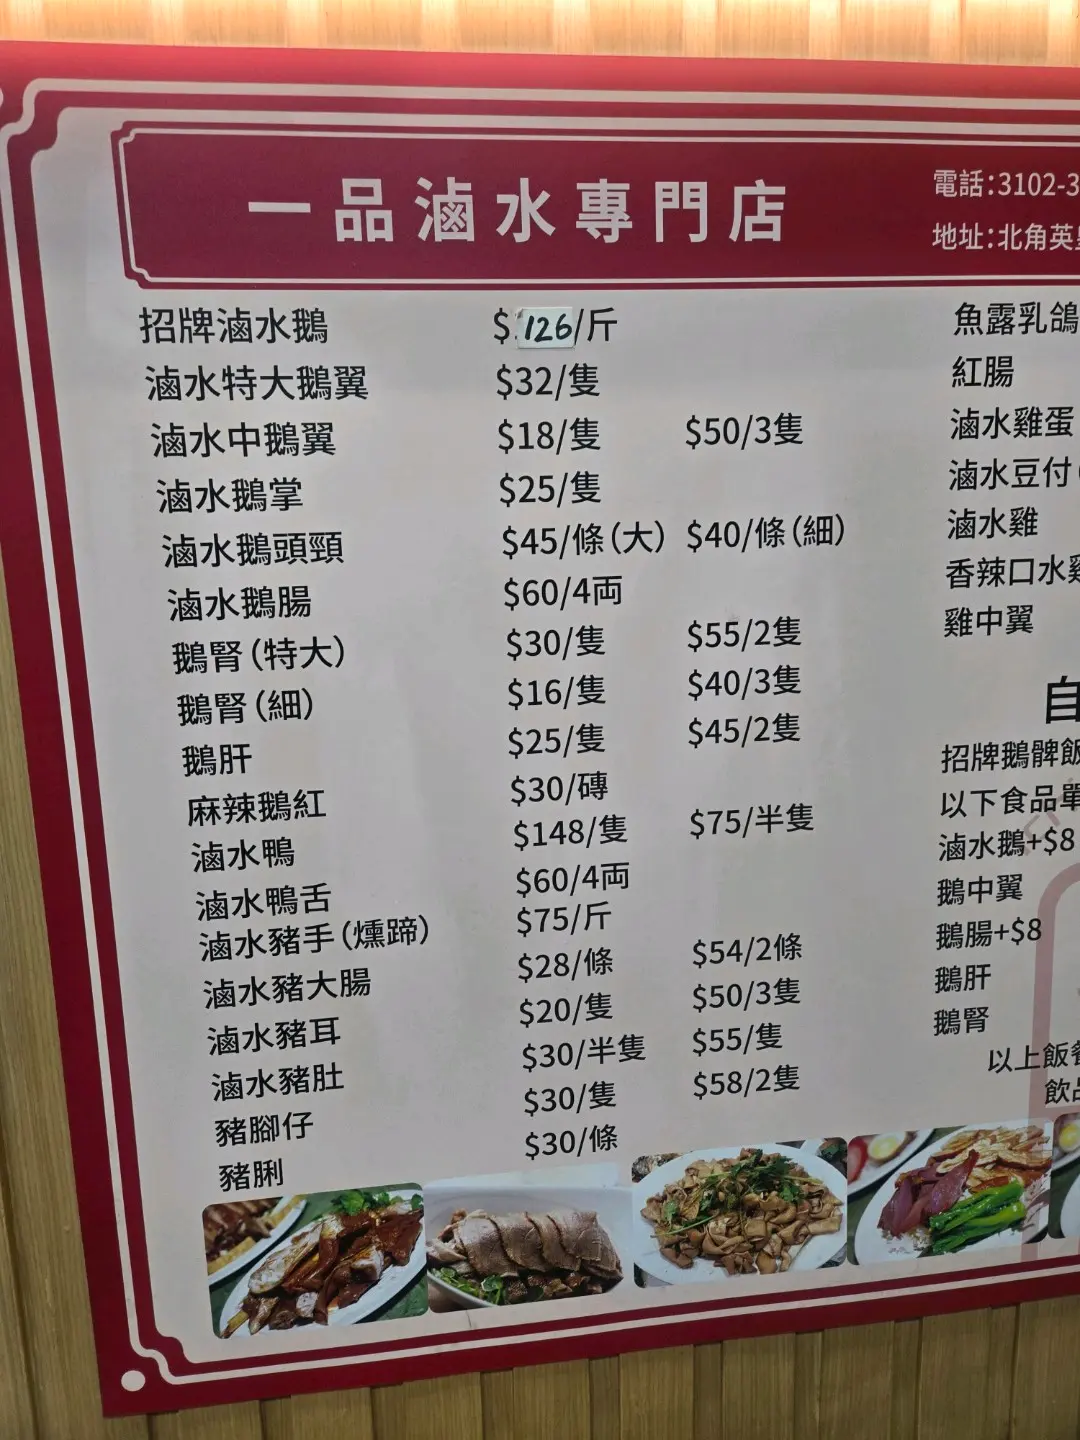 一品滷水專門店
電話:3102-3
地址:北角英
招牌滷水鵝 $126/斤
滷水特大鵝翼 $32/隻
滷水中鵝翼 $18/隻 $50/3隻
滷水鵝掌 $25/隻
滷水鵝頭頸 $45/條(大) $40/條(細)
滷水鵝腸 $60/4両
鵝腎(特大) $30/隻 $55/2隻
鵝腎(細) $16/隻 $40/3隻
鵝肝 $25/隻 $45/2隻
麻辣鵝紅 $30/磚
滷水鴨 $148/隻 $75/半隻
滷水鴨舌 $60/4両
滷水豬手(燻蹄) $75/斤
滷水豬大腸 $28/條 $54/2條
滷水豬耳 $20/隻 $50/3隻
滷水豬肚 $30/半隻 $55/隻
豬腳仔 $30/隻 $58/2隻
豬脷 $30/條
魚露乳鴿
紅腸
滷水雞蛋
滷水豆付(
滷水雞
香辣口水雞
雞中翼
自
招牌鵝髀飯
以下食品單
滷水鵝+$8
鵝中翼
鵝腸+$8
鵝肝
鵝腎
以上飯餐
飲品